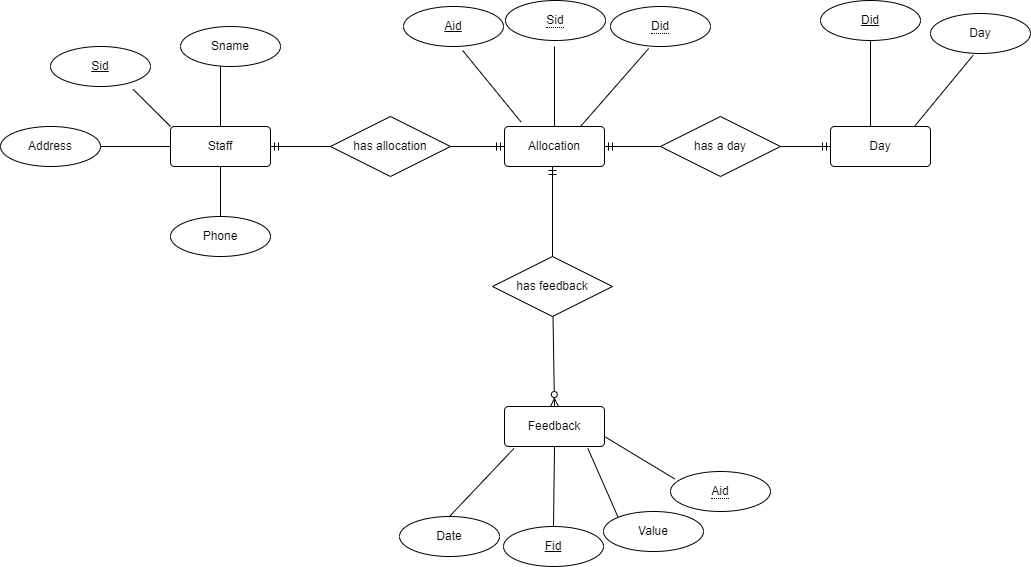 Aid
Sid
Did
Did
Day
Sname
Sid
Address
Staff
has allocation
Allocation
has a day
Day
Phone
has feedback
Feedback
Aid
Date
Fid
Value